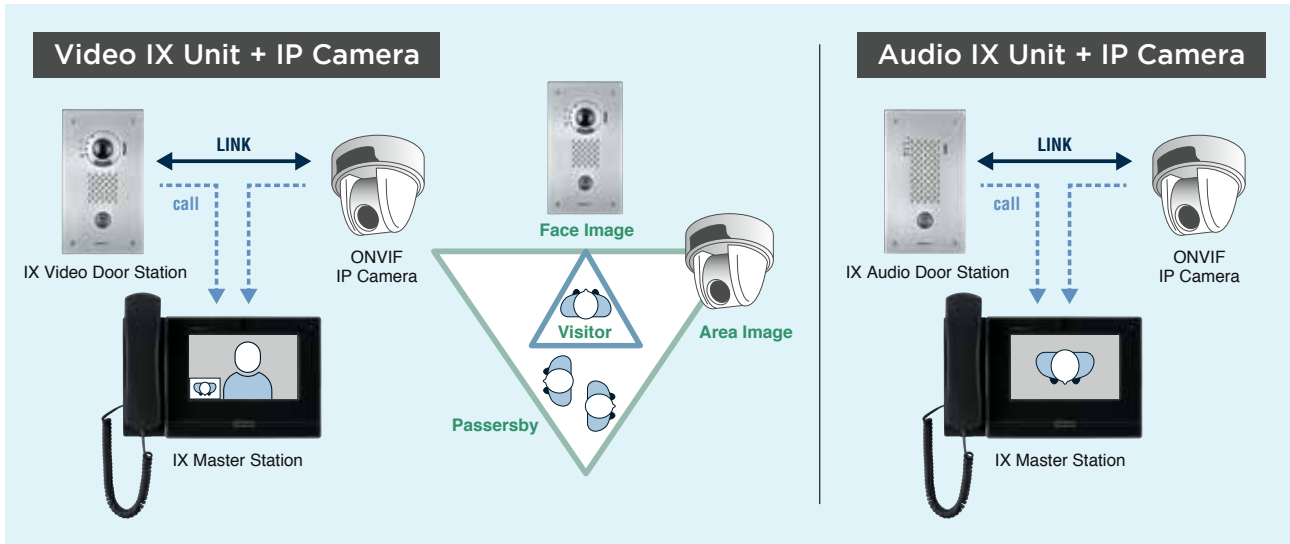 Video IX Unit + IP Camera
LINK
call
IX Video Door Station
ONVIF
IP Camera
IX Master Station
Face Image
Visitor
Area Image
Passersby
Audio IX Unit + IP Camera
LINK
call
IX Audio Door Station
ONVIF
IP Camera
IX Master Station